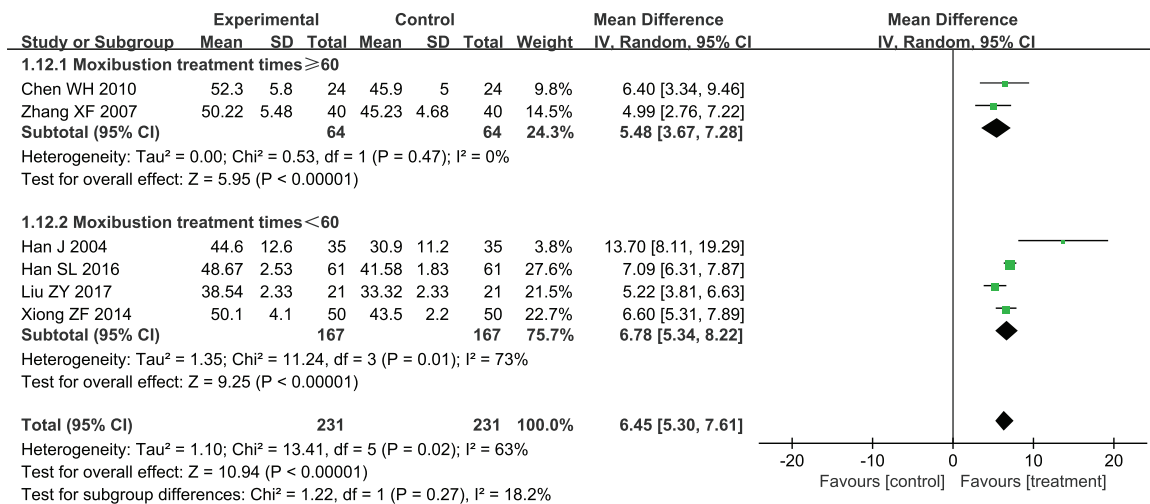 Experimental Control Mean Difference Mean Difference
Study or Subgroup Mean SD Total Mean SD Total Weight IV, Random, 95% CI IV, Random, 95% CI
1.12.1 Moxibustion treatment times≥60
Chen WH 2010 52.3 5.8 24 45.9 5 24 9.8% 6.40 [3.34, 9.46]
Zhang XF 2007 50.22 5.48 40 45.23 4.68 40 14.5% 4.99 [2.76, 7.22]
Subtotal (95% CI) 64 64 24.3% 5.48 [3.67, 7.28]
Heterogeneity: Tau² = 0.00; Chi² = 0.53, df = 1 (P = 0.47); I² = 0%
Test for overall effect: Z = 5.95 (P < 0.00001)
1.12.2 Moxibustion treatment times<60
Han J 2004 44.6 12.6 35 30.9 11.2 35 3.8% 13.70 [8.11, 19.29]
Han SL 2016 48.67 2.53 61 41.58 1.83 61 27.6% 7.09 [6.31, 7.87]
Liu ZY 2017 38.54 2.33 21 33.32 2.33 21 21.5% 5.22 [3.81, 6.63]
Xiong ZF 2014 50.1 4.1 50 43.5 2.2 50 22.7% 6.60 [5.31, 7.89]
Subtotal (95% CI) 167 167 75.7% 6.78 [5.34, 8.22]
Heterogeneity: Tau² = 1.35; Chi² = 11.24, df = 3 (P = 0.01); I² = 73%
Test for overall effect: Z = 9.25 (P < 0.00001)
Total (95% CI) 231 231 100.0% 6.45 [5.30, 7.61]
Heterogeneity: Tau² = 1.10; Chi² = 13.41, df = 5 (P = 0.02); I² = 63%
Test for overall effect: Z = 10.94 (P < 0.00001)
Test for subgroup differences: Chi² = 1.22, df = 1 (P = 0.27), I² = 18.2%
-20 -10 0 10 20
Favours [control] Favours [treatment]